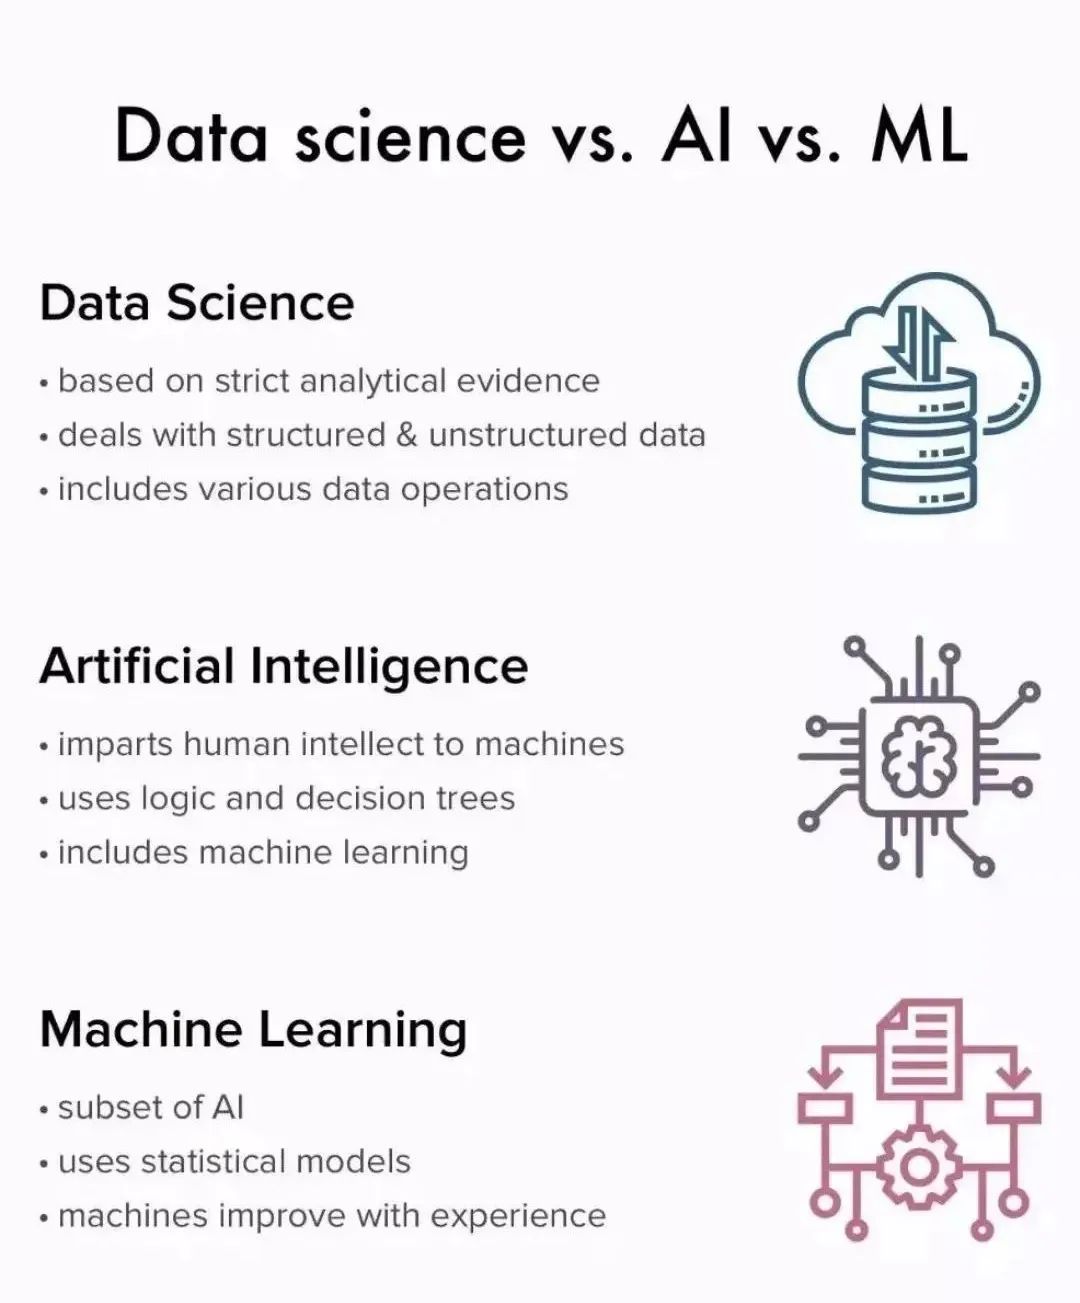 Data science vs. AI vs. ML
Data Science
• based on strict analytical evidence
• deals with structured & unstructured data
• includes various data operations
Artificial Intelligence
• imparts human intellect to machines
• uses logic and decision trees
• includes machine learning
Machine Learning
• subset of AI
• uses statistical models
• machines improve with experience